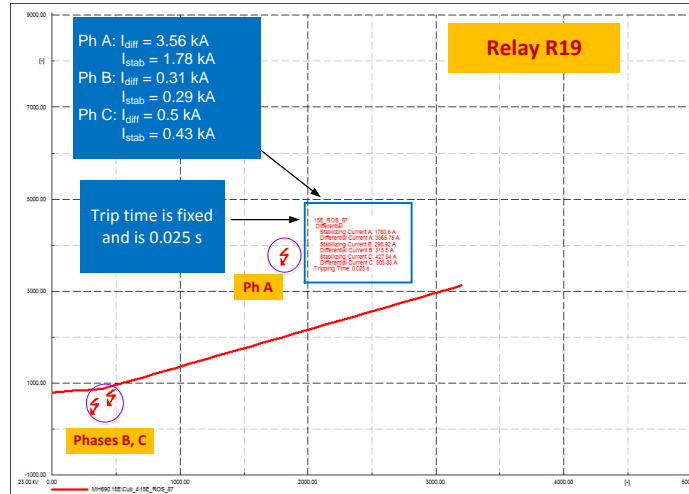 9000.00
[-]
7000.00
5000.00
3000.00
1000.00
-1000.00
Ph A: Idiff = 3.56 kA
Istab = 1.78 kA
Ph B: Idiff = 0.31 kA
Istab = 0.29 kA
Ph C: Idiff = 0.5 kA
Istab = 0.43 kA
Relay R19
Trip time is fixed
and is 0.025 s
15E_ROS_87
Differential
Stabilizing Current A: 1783.6 A
Differential Current A: 3565.75 A
Stabilizing Current B: 298.92 A
Differential Current B: 315.5 A
Stabilizing Current C: 427.94 A
Differential Current C: 505.83 A
Tripping Time: 0.025 s
Ph A
Phases B, C
23.00 kV
0.00
1000.00
2000.00
3000.00
4000.00
[-]
MH690 15E\Cub_4\15E_ROS_87